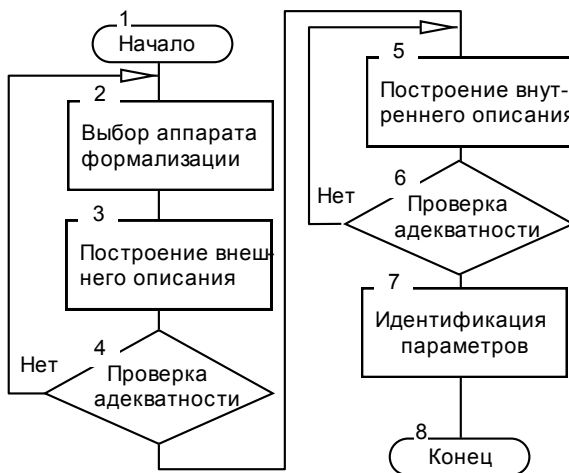 1
Начало
2
Выбор аппарата
формализации
3
Построение внеш-
него описания
4
Нет
Проверка
адекватности
5
Построение внут-
реннего описания
6
Нет
Проверка
адекватности
7
Идентификация
параметров
8
Конец